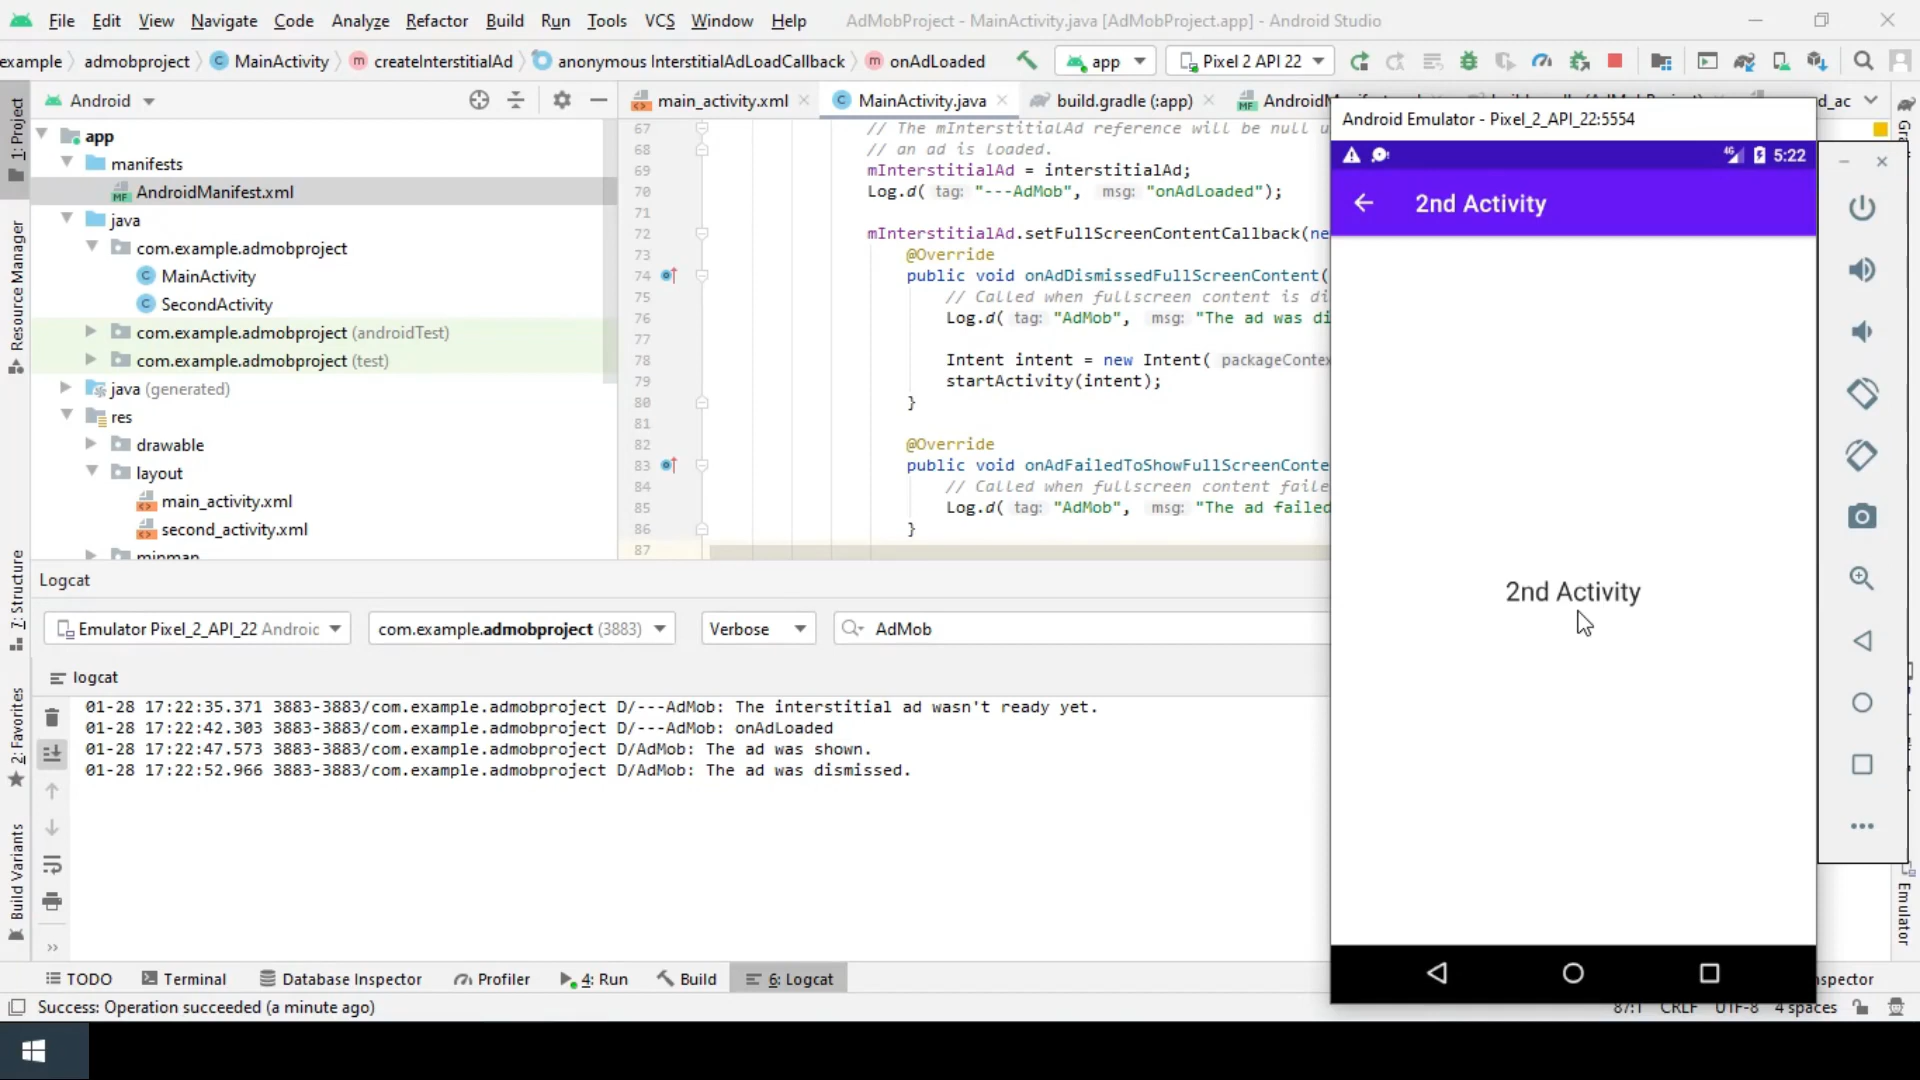 File Edit View Navigate Code Analyze Refactor Build Run Tools VCS Window Help AdMobProject - MainActivity.java [AdMobProject.app] - Android Studio
example admobproject MainActivity createInterstitialAd anonymous InterstitialAdLoadCallback onAdLoaded app Pixel 2 API 22
Android main_activity.xml MainActivity.java build.gradle (:app)
1: Project
Resource Manager
7: Structure
2: Favorites
Build Variants
app
manifests
AndroidManifest.xml
java
com.example.admobproject
MainActivity
SecondActivity
com.example.admobproject (androidTest)
com.example.admobproject (test)
java (generated)
res
drawable
layout
main_activity.xml
second_activity.xml
67 // The mInterstitialAd reference will be null u
68 // an ad is loaded.
69 mInterstitialAd = interstitialAd;
70 Log.d( tag: "---AdMob", msg: "onAdLoaded");
71
72 mInterstitialAd.setFullScreenContentCallback(ne
73 @Override
74 public void onAdDismissedFullScreenContent(
75 // Called when fullscreen content is di
76 Log.d( tag: "AdMob", msg: "The ad was di
77
78 Intent intent = new Intent( packageContex
79 startActivity(intent);
80 }
81
82 @Override
83 public void onAdFailedToShowFullScreenConte
84 // Called when fullscreen content faile
85 Log.d( tag: "AdMob", msg: "The ad failed
86 }
87
Android Emulator - Pixel_2_API_22:5554
4G 5:22
2nd Activity
2nd Activity
Logcat
Emulator Pixel_2_API_22 Androic com.example.admobproject (3883) Verbose AdMob
logcat
01-28 17:22:35.371 3883-3883/com.example.admobproject D/---AdMob: The interstitial ad wasn't ready yet.
01-28 17:22:42.303 3883-3883/com.example.admobproject D/---AdMob: onAdLoaded
01-28 17:22:47.573 3883-3883/com.example.admobproject D/AdMob: The ad was shown.
01-28 17:22:52.966 3883-3883/com.example.admobproject D/AdMob: The ad was dismissed.
Emulator
TODO Terminal Database Inspector Profiler 4: Run Build 6: Logcat spector
Success: Operation succeeded (a minute ago) 87:1 CRLF UTF-8 4 spaces